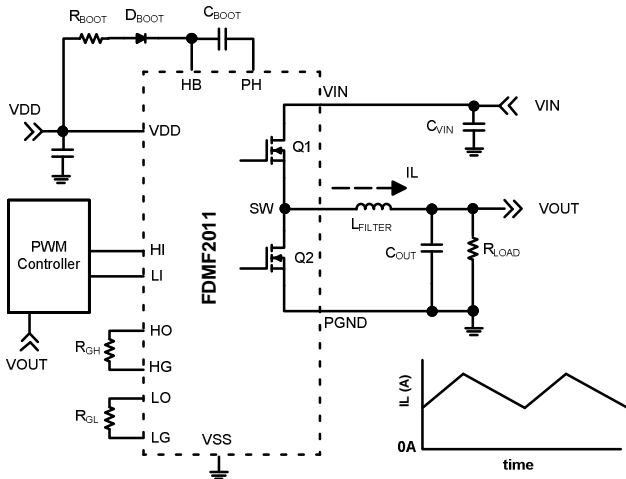 RBOOT
DBOOT
CBOOT
HB
PH
VDD
VDD
VIN
VIN
CVIN
Q1
IL
SW
LFILTER
VOUT
FDMF2011
PWM
Controller
HI
LI
Q2
COUT
RLOAD
PGND
VOUT
HO
RGH
HG
LO
RGL
LG
VSS
IL (A)
0A
time